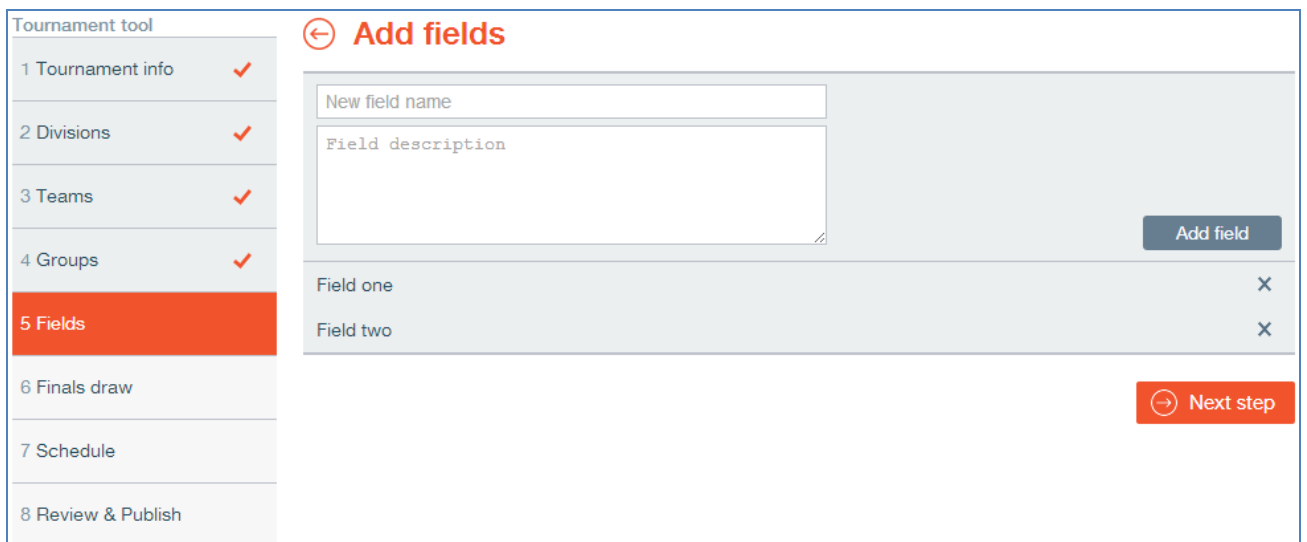 Tournament tool
1 Tournament info
2 Divisions
3 Teams
4 Groups
5 Fields
6 Finals draw
7 Schedule
8 Review & Publish
Add fields
New field name
Field description
Add field
Field one
Field two
Next step